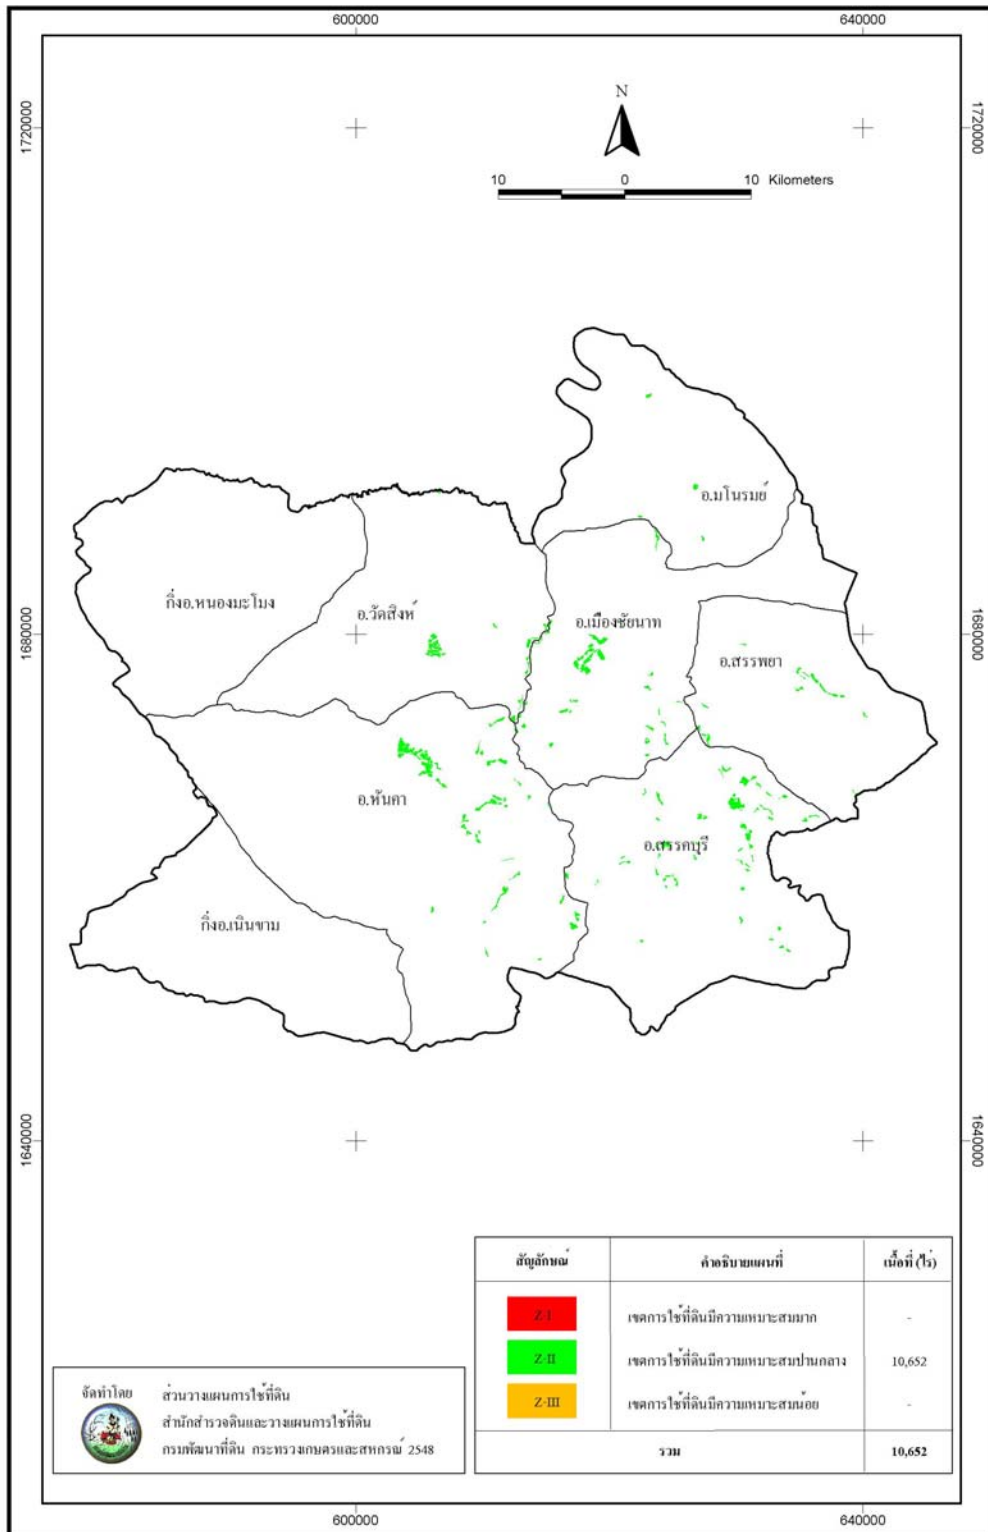 600000
640000
1720000
1720000
N
10
0
10 Kilometers
อ.มโนรมย์
กิ่งอ.หนองมะโมง
อ.วัดสิงห์
อ.เมืองชัยนาท
1680000
1680000
อ.สรรพยา
อ.หันคา
อ.สรรคบุรี
กิ่งอ.เนินขาม
1640000
1640000
สัญลักษณ์
คำอธิบายแผนที่
เนื้อที่ (ไร่)
Z-I
เขตการใช้ที่ดินมีความเหมาะสมมาก
-
Z-II
เขตการใช้ที่ดินมีความเหมาะสมปานกลาง
10,652
Z-III
เขตการใช้ที่ดินมีความเหมาะสมน้อย
-
รวม
10,652
จัดทำโดย
ส่วนวางแผนการใช้ที่ดิน
สำนักสำรวจดินและวางแผนการใช้ที่ดิน
กรมพัฒนาที่ดิน กระทรวงเกษตรและสหกรณ์ 2548
600000
640000